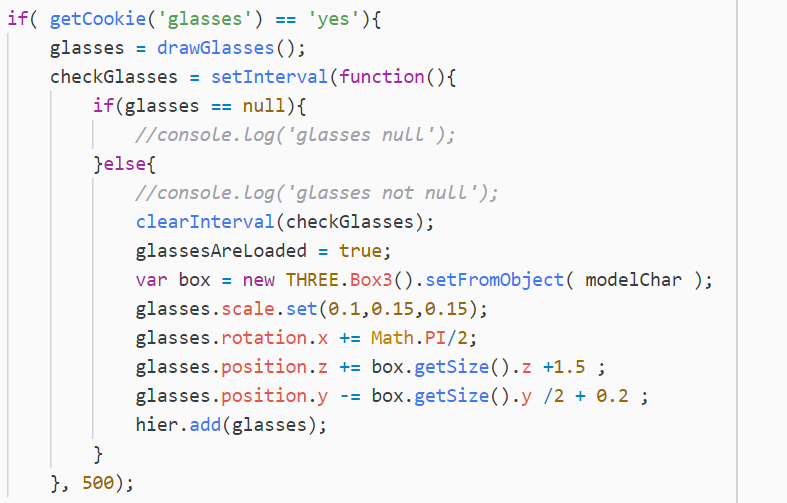 if( getCookie('glasses') == 'yes'){
    glasses = drawGlasses();
    checkGlasses = setInterval(function(){
        if(glasses == null){
            //console.log('glasses null');
        }else{
            //console.log('glasses not null');
            clearInterval(checkGlasses);
            glassesAreLoaded = true;
            var box = new THREE.Box3().setFromObject( modelChar );
            glasses.scale.set(0.1,0.15,0.15);
            glasses.rotation.x += Math.PI/2;
            glasses.position.z += box.getSize().z +1.5 ;
            glasses.position.y -= box.getSize().y /2 + 0.2 ;
            hier.add(glasses);
        }
    }, 500);